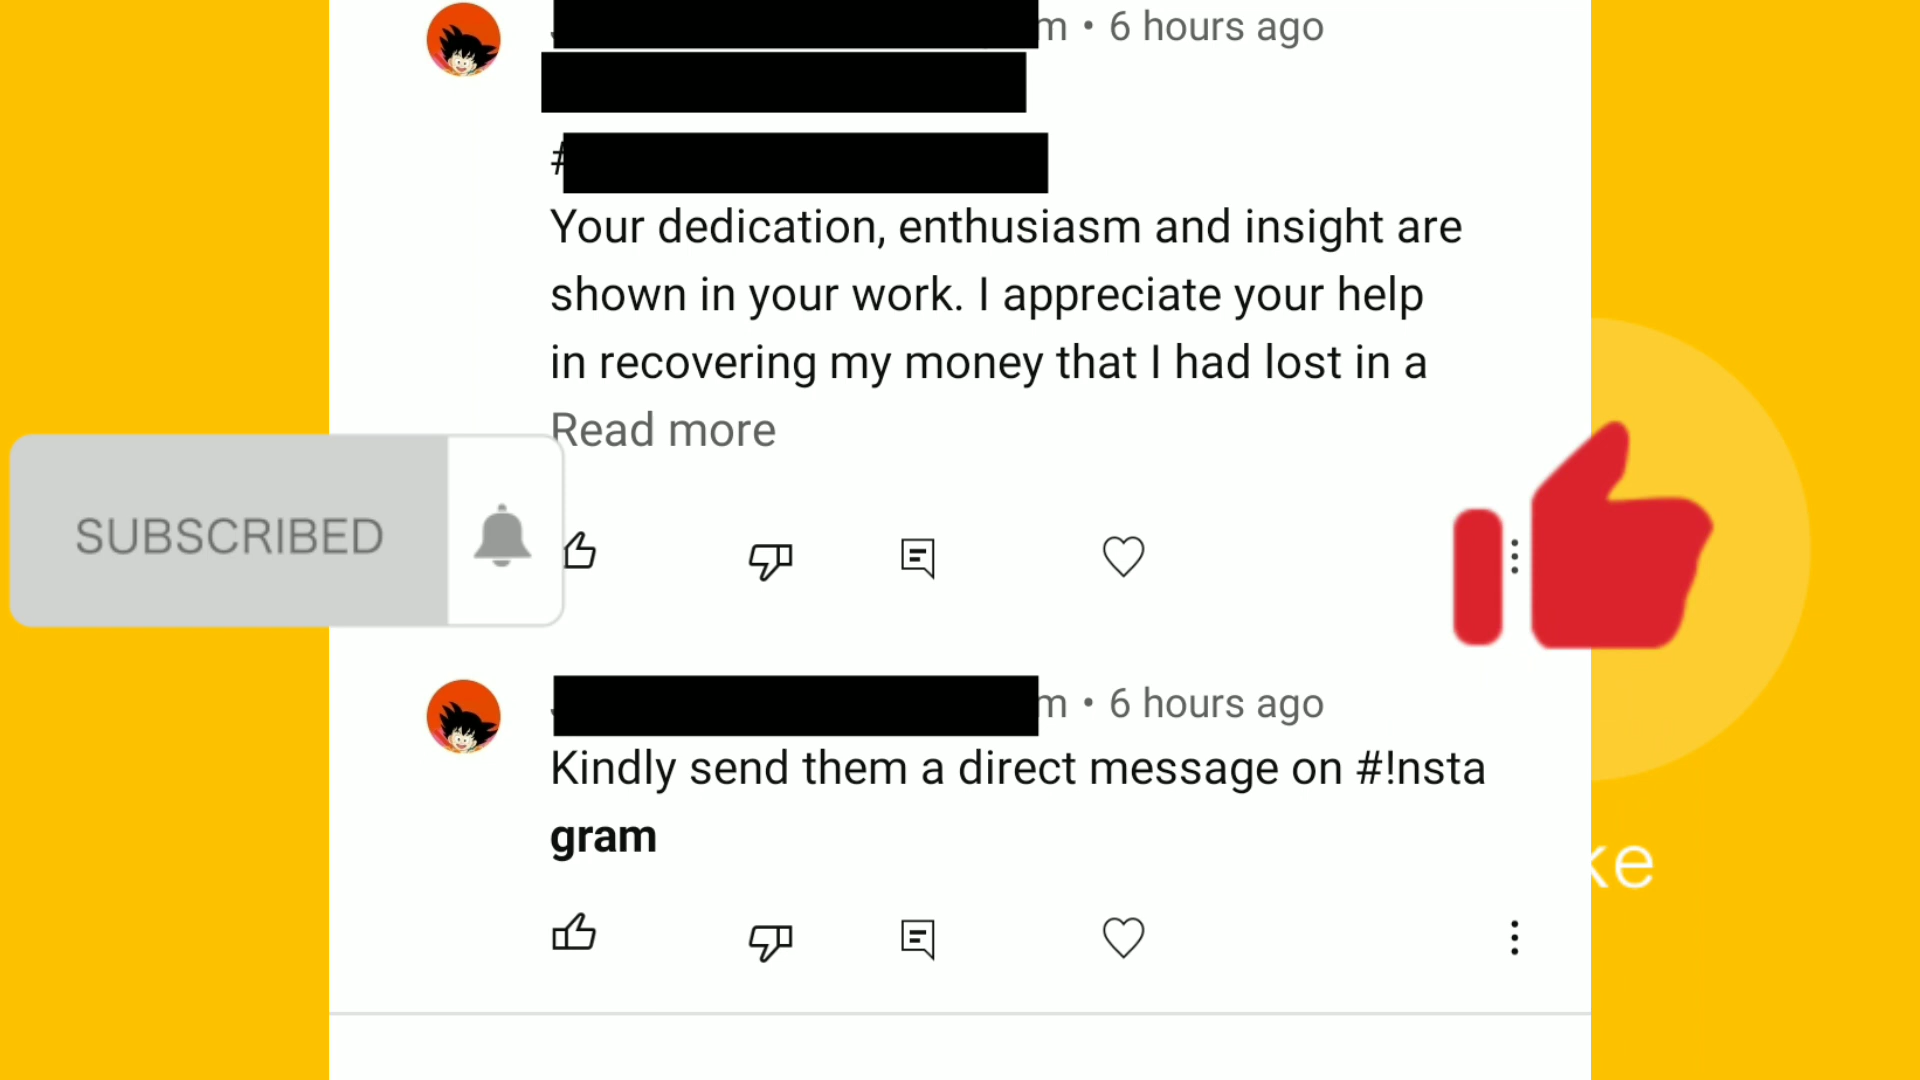 m • 6 hours ago
#
Your dedication, enthusiasm and insight are
shown in your work. I appreciate your help
in recovering my money that I had lost in a
Read more
SUBSCRIBED
m • 6 hours ago
Kindly send them a direct message on #!nsta
gram
ke